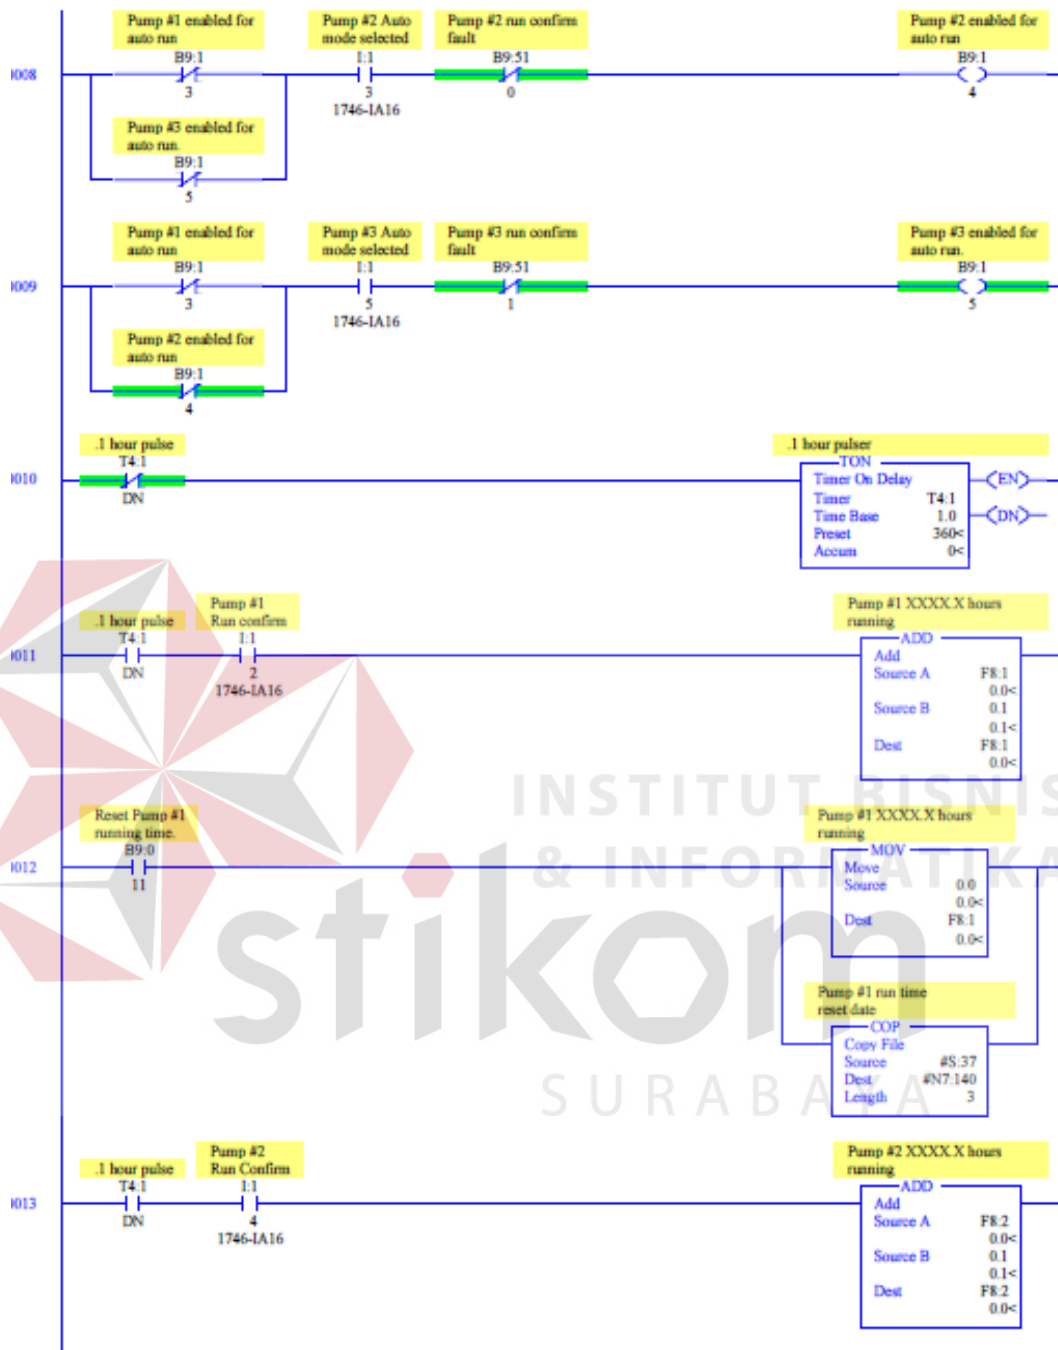 Pump #1 enabled for
auto run
B9:1
3
Pump #2 Auto
mode selected
I:1
3
1746-IA16
Pump #2 run confirm
fault
B9:51
0
Pump #2 enabled for
auto run
B9:1
4
0008
Pump #3 enabled for
auto run.
B9:1
5
Pump #1 enabled for
auto run
B9:1
3
Pump #3 Auto
mode selected
I:1
5
1746-IA16
Pump #3 run confirm
fault
B9:51
1
Pump #3 enabled for
auto run.
B9:1
5
0009
Pump #2 enabled for
auto run
B9:1
4
.1 hour pulse
T4:1
DN
0010
.1 hour pulser
TON
Timer On Delay
Timer T4:1
Time Base 1.0
Preset 360<
Accum 0<
EN
DN
.1 hour pulse
T4:1
DN
Pump #1
Run confirm
I:1
2
1746-IA16
0011
Pump #1 XXXX.X hours
running
ADD
Add
Source A F8:1
0.0<
Source B 0.1
0.1<
Dest F8:1
0.0<
Reset Pump #1
running time.
B9:0
11
0012
Pump #1 XXXX.X hours
running
MOV
Move
Source 0.0
0.0<
Dest F8:1
0.0<
Pump #1 run time
reset date
COP
Copy File
Source #S:37
Dest #N7:140
Length 3
INSTITUT BISNIS
& INFORMATIKA
stikom
SURABAYA
.1 hour pulse
T4:1
DN
Pump #2
Run Confirm
I:1
4
1746-IA16
0013
Pump #2 XXXX.X hours
running
ADD
Add
Source A F8:2
0.0<
Source B 0.1
0.1<
Dest F8:2
0.0<